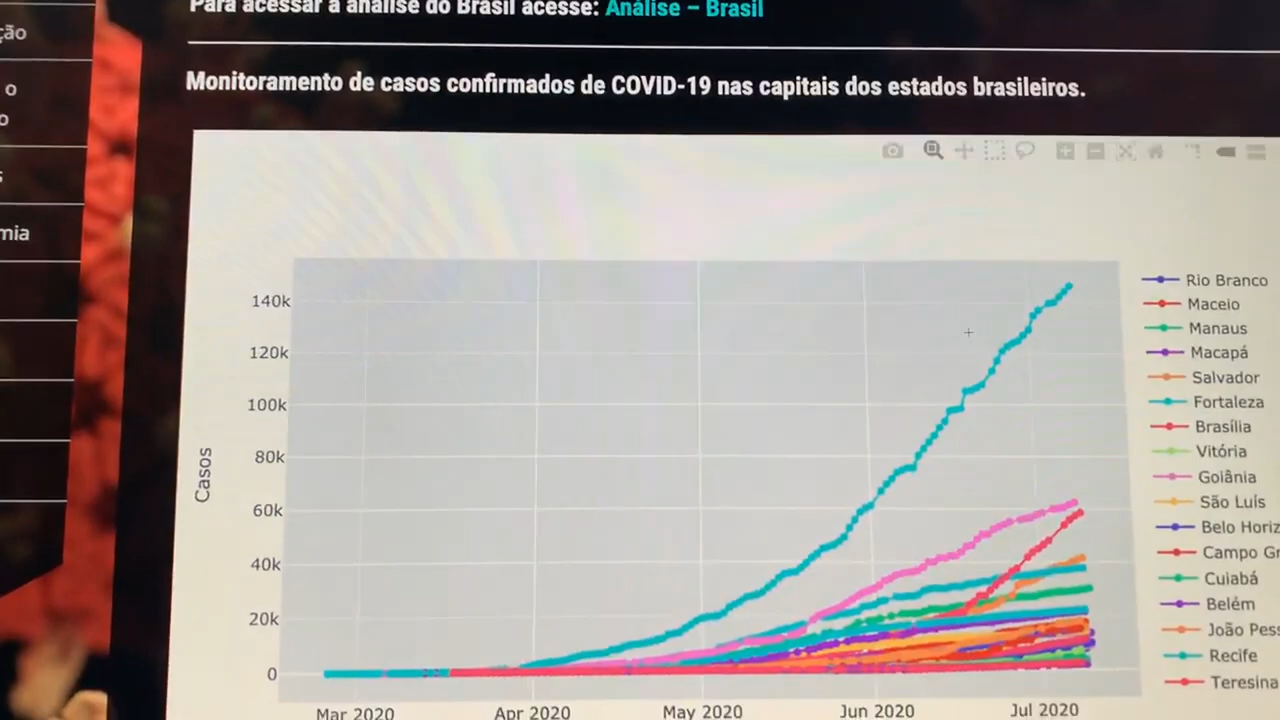 Para acessar a análise do Brasil acesse: Análise – Brasil
ção
o
o
s
mia
Monitoramento de casos confirmados de COVID-19 nas capitais dos estados brasileiros.
Casos
140k
120k
100k
80k
60k
40k
20k
0
Mar 2020
Apr 2020
May 2020
Jun 2020
Jul 2020
Rio Branco
Maceio
Manaus
Macapá
Salvador
Fortaleza
Brasília
Vitória
Goiânia
São Luís
Belo Horiz
Campo Gr
Cuiabá
Belém
João Pess
Recife
Teresina